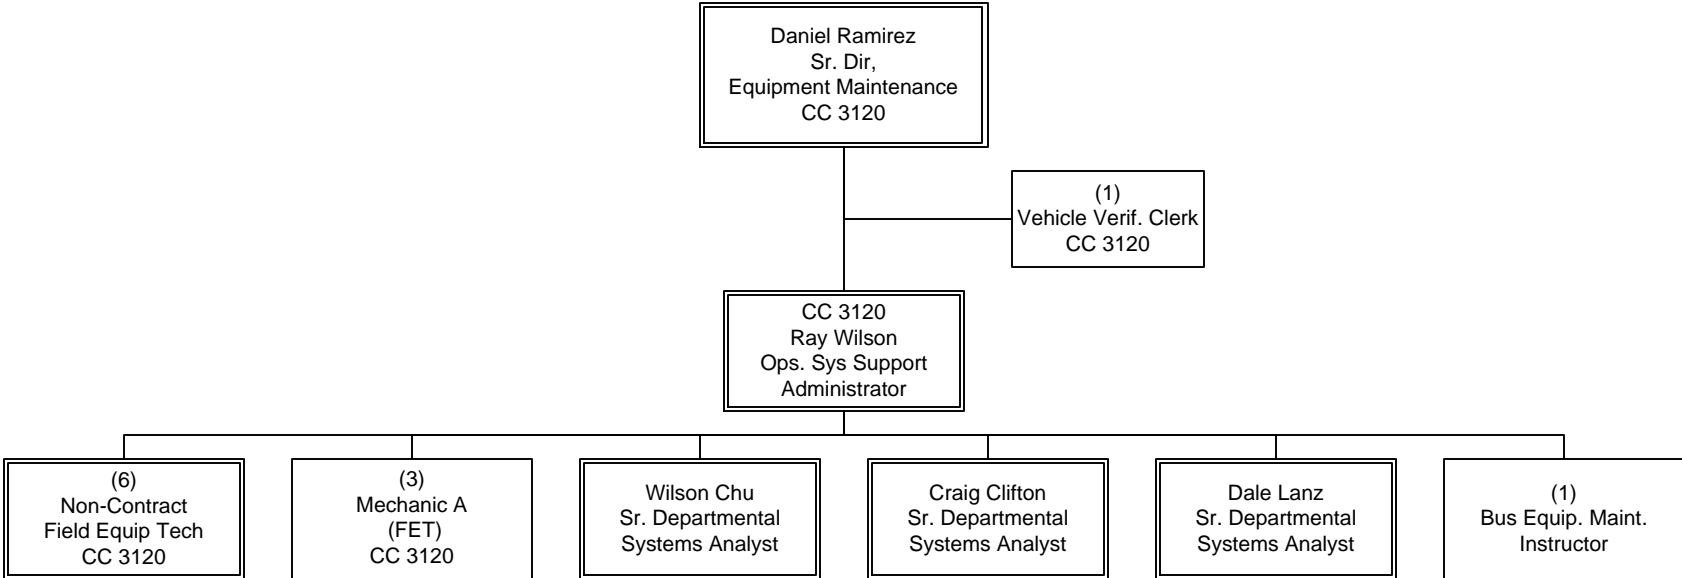 Daniel Ramirez
Sr. Dir,
Equipment Maintenance
CC 3120
(1)
Vehicle Verif. Clerk
CC 3120
CC 3120
Ray Wilson
Ops. Sys Support
Administrator
(6)
Non-Contract
Field Equip Tech
CC 3120
(3)
Mechanic A
(FET)
CC 3120
Wilson Chu
Sr. Departmental
Systems Analyst
Craig Clifton
Sr. Departmental
Systems Analyst
Dale Lanz
Sr. Departmental
Systems Analyst
(1)
Bus Equip. Maint.
Instructor